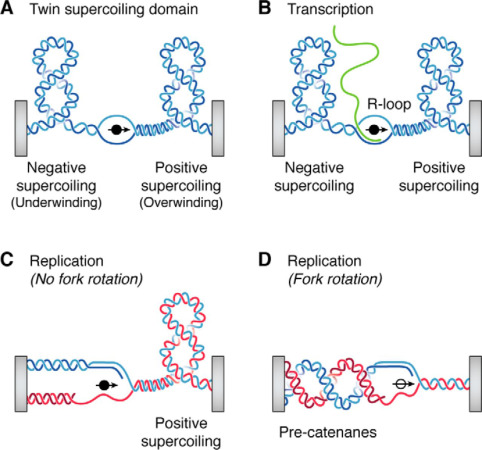 A Twin supercoiling domain
Negative
supercoiling
(Underwinding)
Positive
supercoiling
(Overwinding)
B Transcription
R-loop
Negative
supercoiling
Positive
supercoiling
C Replication
(No fork rotation)
Positive
supercoiling
D Replication
(Fork rotation)
Pre-catenanes